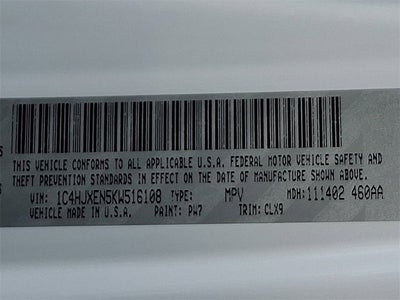 THIS VEHICLE CONFORMS TO ALL APPLICABLE U.S.A. FEDERAL MOTOR VEHICLE SAFETY AND
THEFT PREVENTION STANDARDS IN EFFECT ON THE DATE OF MANUFACTURE SHOWN ABOVE.
VIN: 1C4HJXEN5KW516108 TYPE: MPV MDH: 111402 460AA
VEHICLE MADE IN U.S.A. PAINT: PW7 TRIM: CLX9